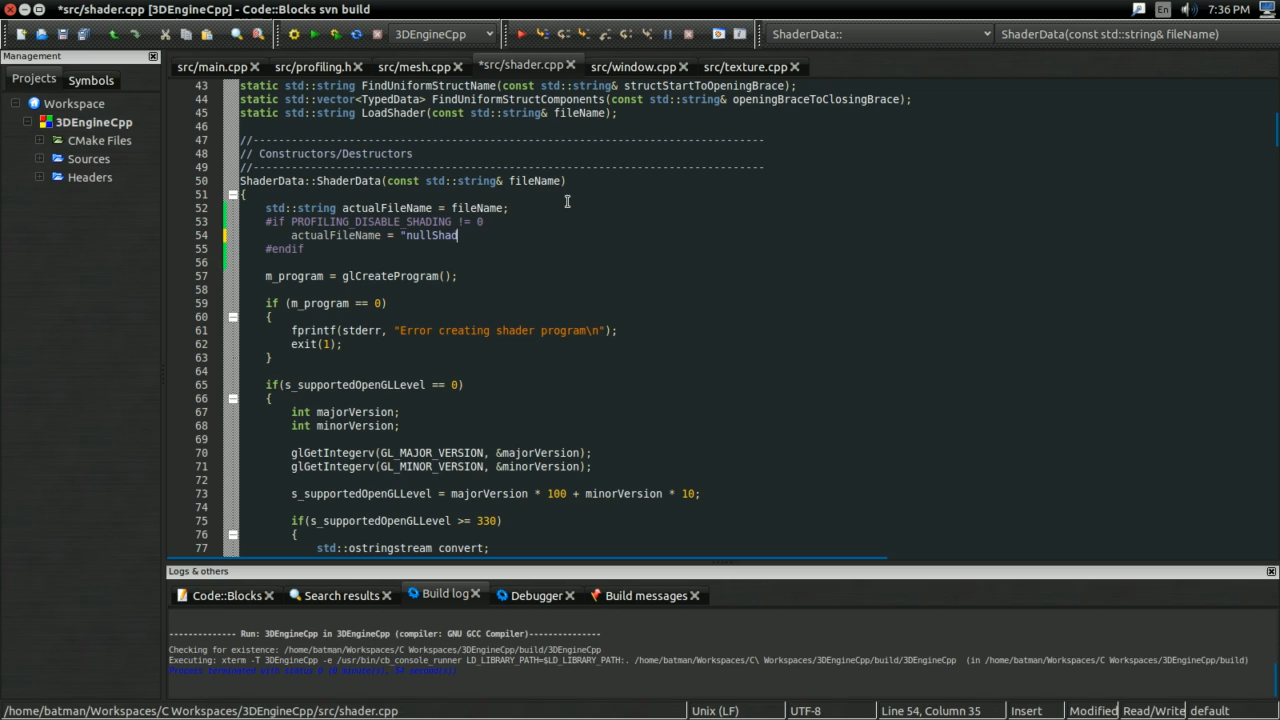 *src/shader.cpp [3DEngineCpp] - Code::Blocks svn build
En
7:36 PM
3DEngineCpp
ShaderData::
ShaderData(const std::string& fileName)
Management
Projects
Symbols
Workspace
3DEngineCpp
CMake Files
Sources
Headers
src/main.cpp
src/profiling.h
src/mesh.cpp
*src/shader.cpp
src/window.cpp
src/texture.cpp
43 static std::string FindUniformStructName(const std::string& structStartToOpeningBrace);
44 static std::vector<TypedData> FindUniformStructComponents(const std::string& openingBraceToClosingBrace);
45 static std::string LoadShader(const std::string& fileName);
46
47 //--------------------------------------------------------------------------------
48 // Constructors/Destructors
49 //--------------------------------------------------------------------------------
50 ShaderData::ShaderData(const std::string& fileName)
51 {
52 std::string actualFileName = fileName;
53 #if PROFILING_DISABLE_SHADING != 0
54 actualFileName = "nullShad
55 #endif
56
57 m_program = glCreateProgram();
58
59 if (m_program == 0)
60 {
61 fprintf(stderr, "Error creating shader program\n");
62 exit(1);
63 }
64
65 if(s_supportedOpenGLLevel == 0)
66 {
67 int majorVersion;
68 int minorVersion;
69
70 glGetIntegerv(GL_MAJOR_VERSION, &majorVersion);
71 glGetIntegerv(GL_MINOR_VERSION, &minorVersion);
72
73 s_supportedOpenGLLevel = majorVersion * 100 + minorVersion * 10;
74
75 if(s_supportedOpenGLLevel >= 330)
76 {
77 std::ostringstream convert;
Logs & others
Code::Blocks
Search results
Build log
Debugger
Build messages
-------------- Run: 3DEngineCpp in 3DEngineCpp (compiler: GNU GCC Compiler)---------------
Checking for existence: /home/batman/Workspaces/C Workspaces/3DEngineCpp/build/3DEngineCpp
Executing: xterm -T 3DEngineCpp -e /usr/bin/cb_console_runner LD_LIBRARY_PATH=$LD_LIBRARY_PATH:. /home/batman/Workspaces/C\ Workspaces/3DEngineCpp/build/3DEngineCpp (in /home/batman/Workspaces/C Workspaces/3DEngineCpp/build)
Process terminated with status 0 (0 minute(s),
/home/batman/Workspaces/C Workspaces/3DEngineCpp/src/shader.cpp
Unix (LF)
UTF-8
Line 54, Column 35
Insert
Modified
Read/Write
default